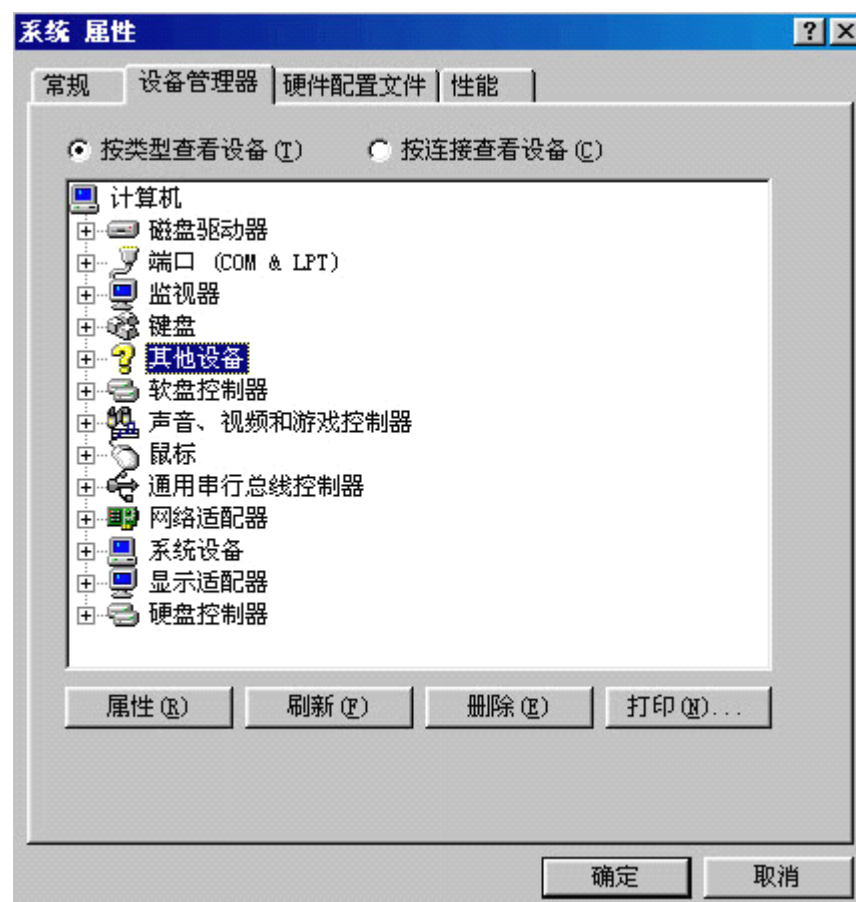 系统 属性
常规 设备管理器 硬件配置文件 性能
按类型查看设备(T) 按连接查看设备(C)
计算机
磁盘驱动器
端口 (COM & LPT)
监视器
键盘
其他设备
软盘控制器
声音、视频和游戏控制器
鼠标
通用串行总线控制器
网络适配器
系统设备
显示适配器
硬盘控制器
属性(R) 刷新(F) 删除(E) 打印(N)...
确定 取消